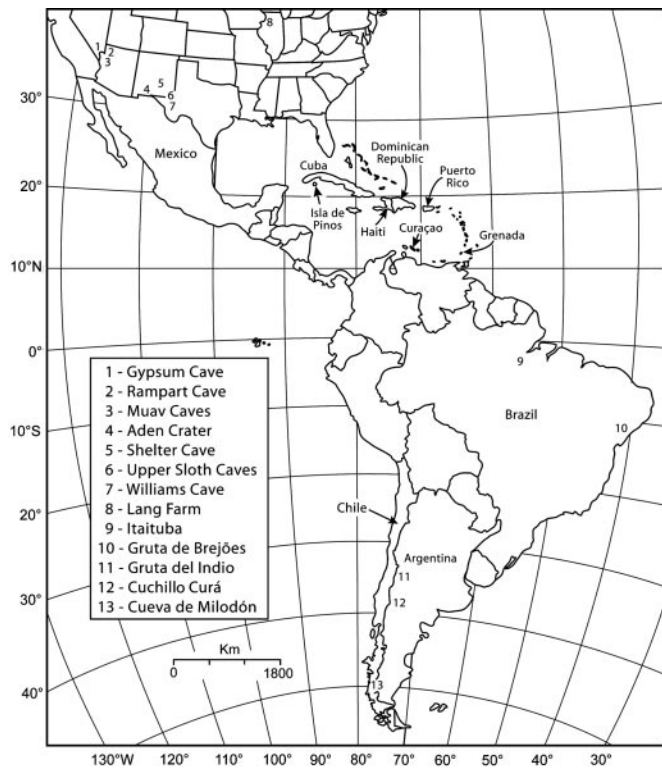 8
1
2
3
5
4
6
7
30°
Mexico
Cuba
Dominican
Republic
Puerto
Rico
20°
Isla de
Pinos
Haiti
Curaçao
Grenada
10°N
0°
9
Brazil
10
10°S
1 - Gypsum Cave
2 - Rampart Cave
3 - Muav Caves
4 - Aden Crater
5 - Shelter Cave
6 - Upper Sloth Caves
7 - Williams Cave
8 - Lang Farm
9 - Itaituba
10 - Gruta de Brejões
11 - Gruta del Indio
12 - Cuchillo Curá
13 - Cueva de Milodón
20°
Chile
Argentina
11
12
30°
Km
0 1800
13
40°
130°W 120° 110° 100° 90° 80° 70° 60° 50° 40° 30°